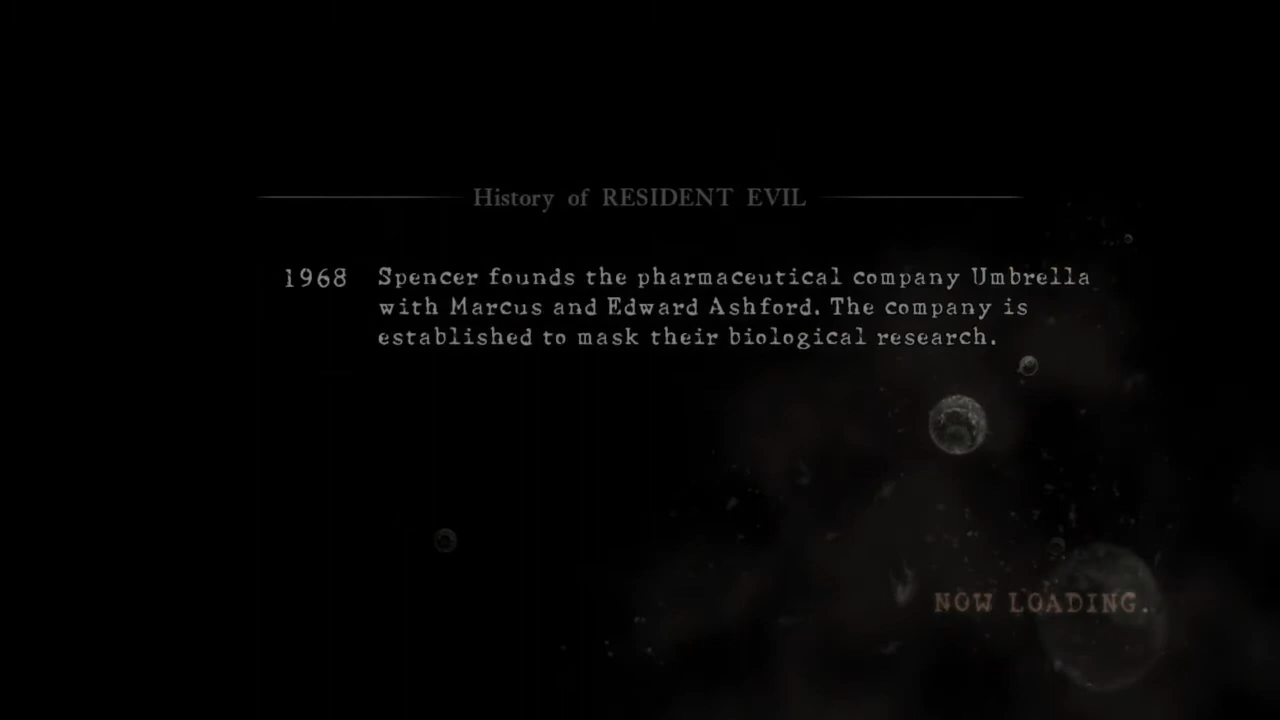 History of RESIDENT EVIL
1968 Spencer founds the pharmaceutical company Umbrella
with Marcus and Edward Ashford. The company is
established to mask their biological research.
NOW LOADING.